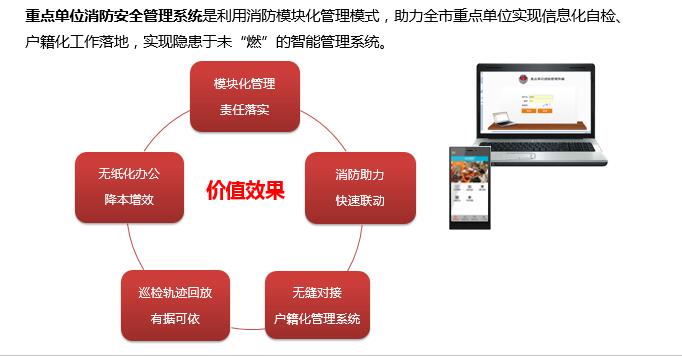 重点单位消防安全管理系统是利用消防模块化管理模式，助力全市重点单位实现信息化自检、
户籍化工作落地，实现隐患于未“燃”的智能管理系统。
模块化管理
责任落实
无纸化办公
降本增效
价值效果
消防助力
快速联动
巡检轨迹回放
有据可依
无缝对接
户籍化管理系统